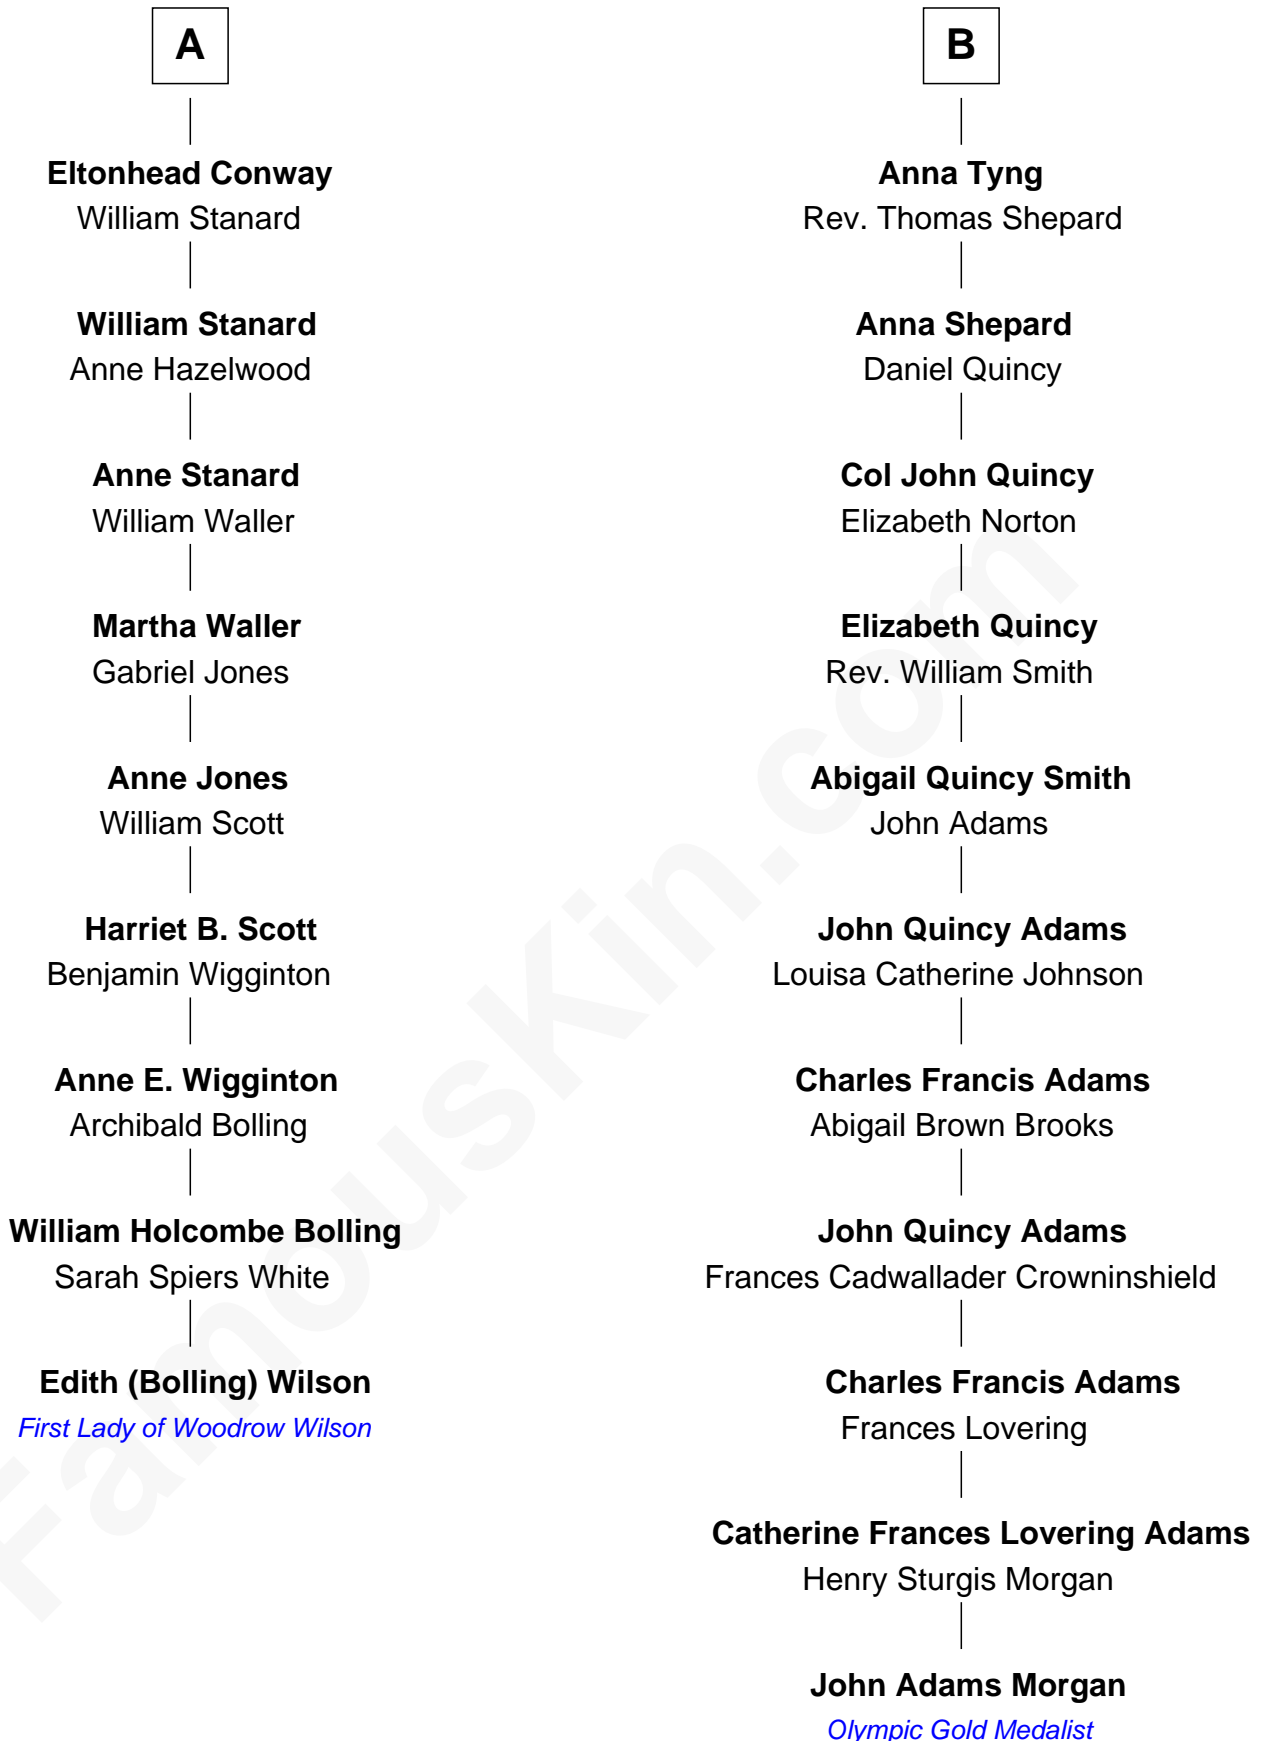 A
Eltonhead Conway
William Stanard
William Stanard
Anne Hazelwood
Anne Stanard
William Waller
Martha Waller
Gabriel Jones
Anne Jones
William Scott
Harriet B. Scott
Benjamin Wigginton
Anne E. Wigginton
Archibald Bolling
William Holcombe Bolling
Sarah Spiers White
Edith (Bolling) Wilson
First Lady of Woodrow Wilson
B
Anna Tyng
Rev. Thomas Shepard
Anna Shepard
Daniel Quincy
Col John Quincy
Elizabeth Norton
Elizabeth Quincy
Rev. William Smith
Abigail Quincy Smith
John Adams
John Quincy Adams
Louisa Catherine Johnson
Charles Francis Adams
Abigail Brown Brooks
John Quincy Adams
Frances Cadwallader Crowninshield
Charles Francis Adams
Frances Lovering
Catherine Frances Lovering Adams
Henry Sturgis Morgan
John Adams Morgan
Olympic Gold Medalist
FamousKin.com